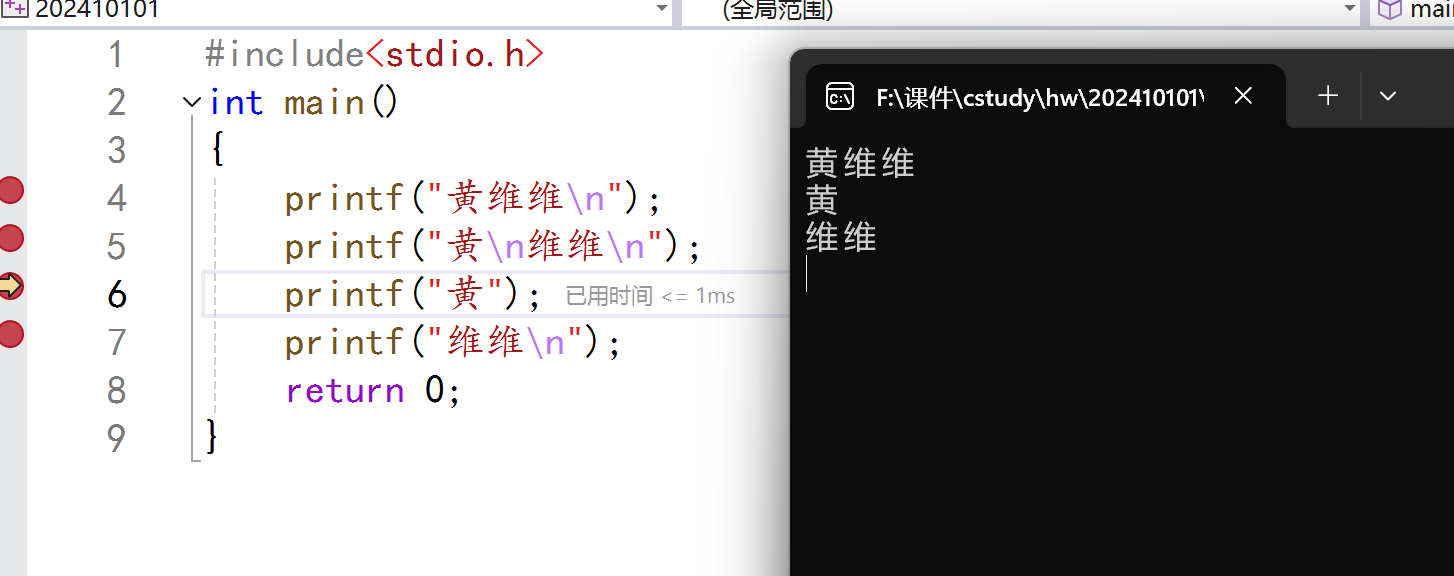 202410101
(全局范围)
1 #include<stdio.h>
2 int main()
3 {
4 printf("黄维维\n");
5 printf("黄\n维维\n");
6 printf("黄"); 已用时间 <= 1ms
7 printf("维维\n");
8 return 0;
9 }
F:\课件\cstudy\hw\202410101\
黄维维
黄
维维